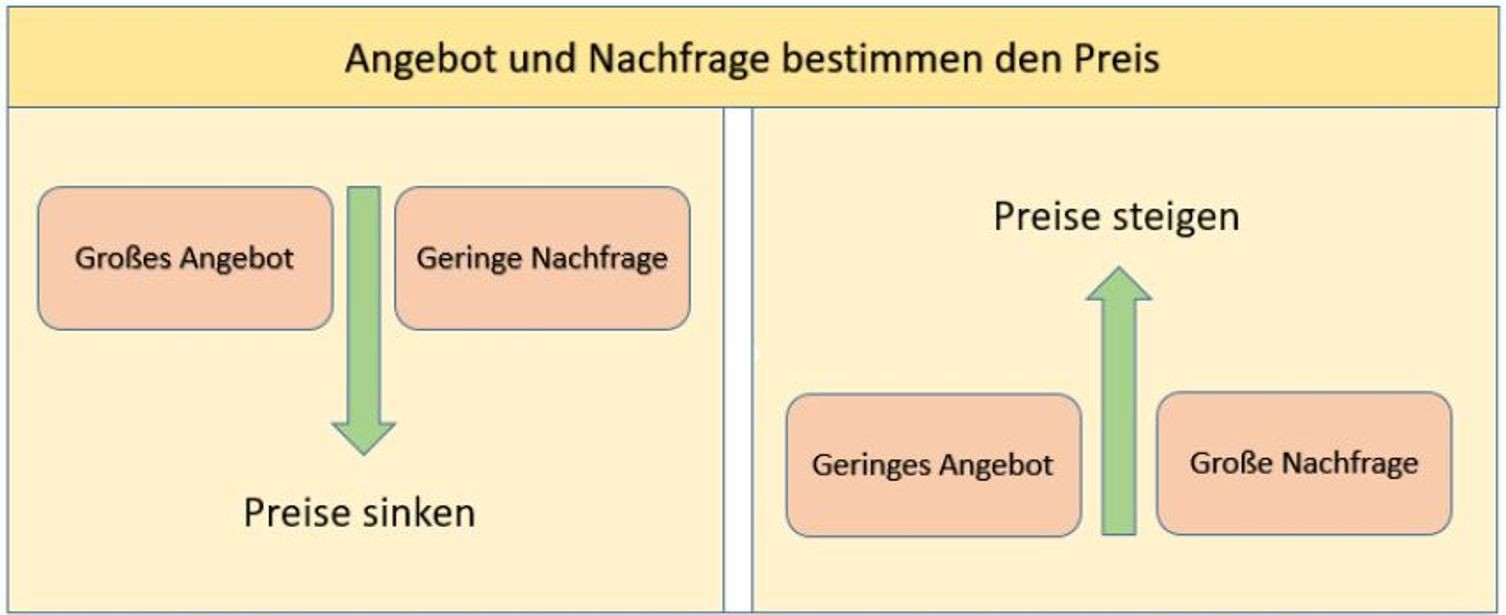 Angebot und Nachfrage bestimmen den Preis
Großes Angebot
Geringe Nachfrage
Preise sinken
Preise steigen
Geringes Angebot
Große Nachfrage